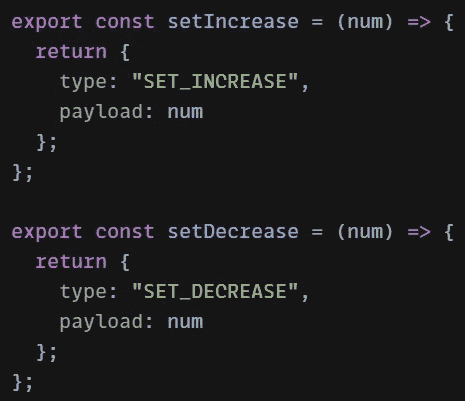 export const setIncrease = (num) => {
  return {
    type: "SET_INCREASE",
    payload: num
  };
};

export const setDecrease = (num) => {
  return {
    type: "SET_DECREASE",
    payload: num
  };
};